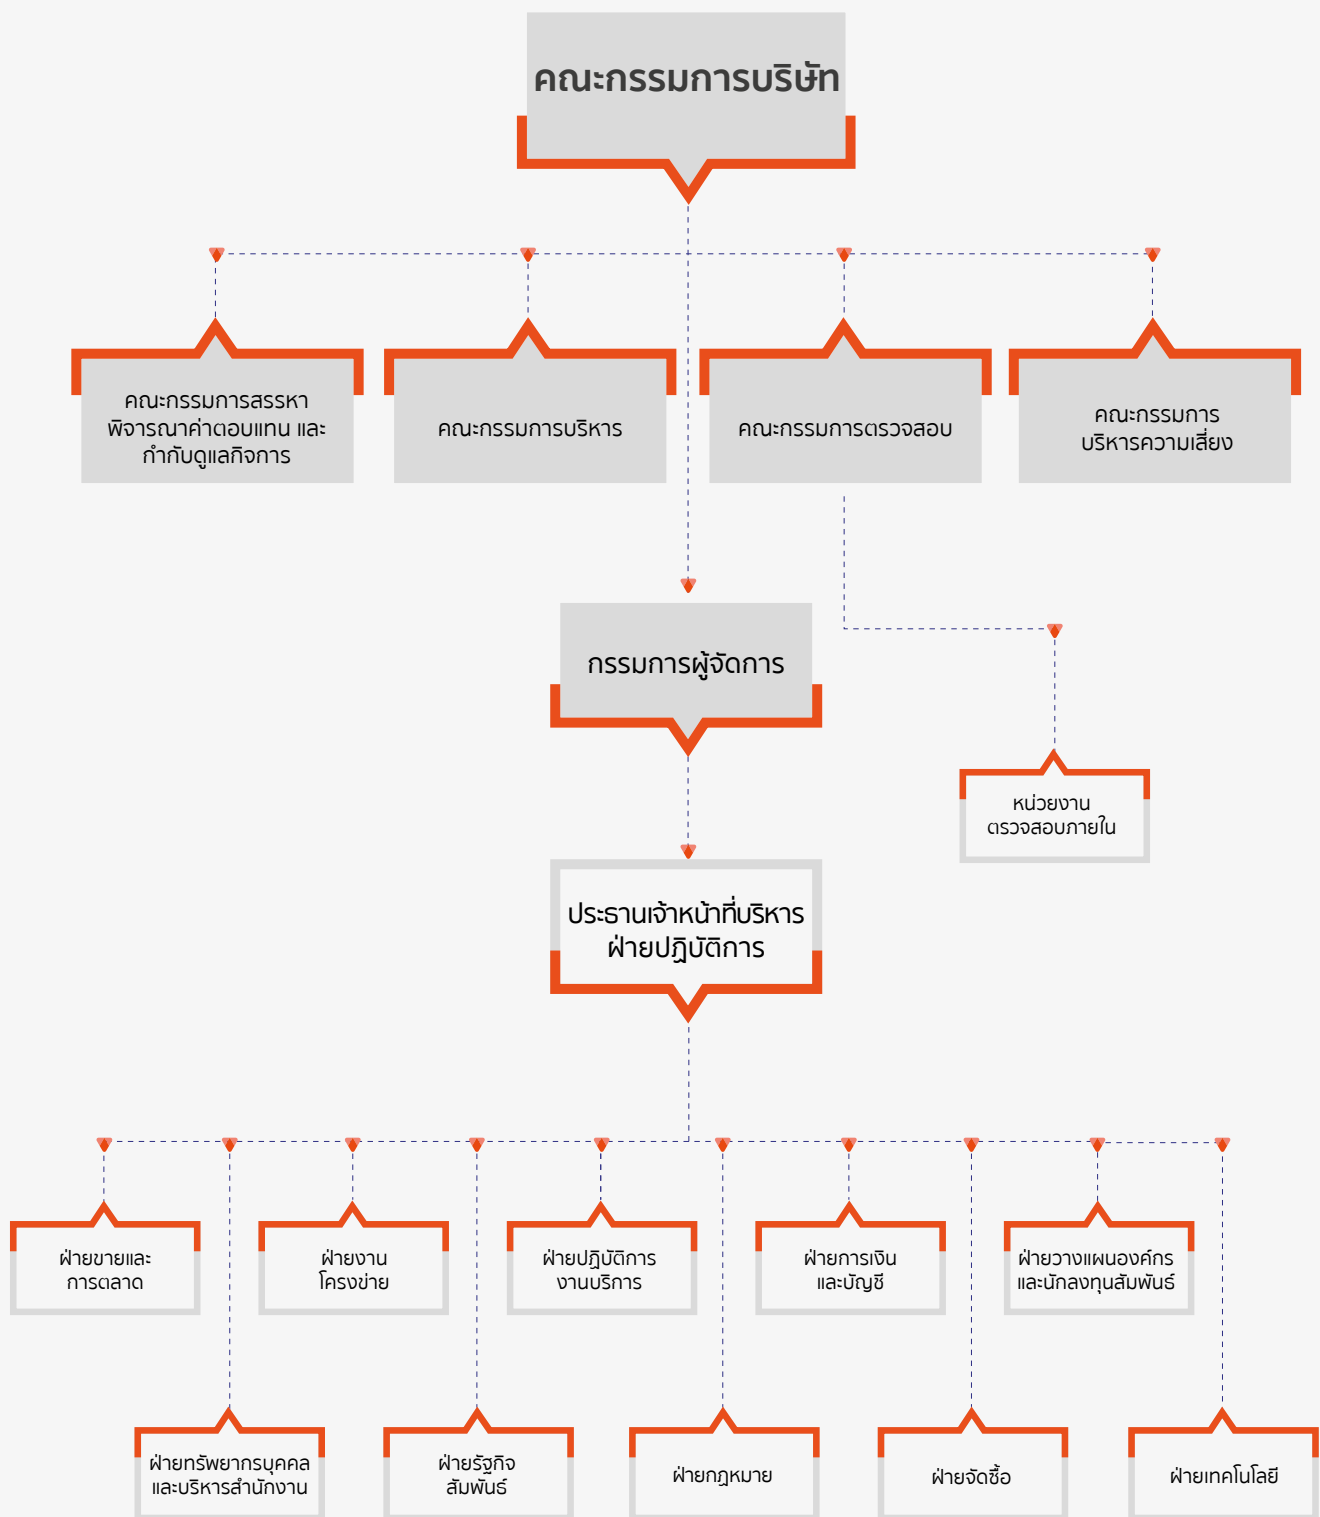 คณะกรรมการบริษัท
คณะกรรมการสรรหา
พิจารณาค่าตอบแทน และ
กำกับดูแลกิจการ
คณะกรรมการบริหาร
คณะกรรมการตรวจสอบ
คณะกรรมการ
บริหารความเสี่ยง
กรรมการผู้จัดการ
หน่วยงาน
ตรวจสอบภายใน
ประธานเจ้าหน้าที่บริหาร
ฝ่ายปฏิบัติการ
ฝ่ายขายและ
การตลาด
ฝ่ายงาน
โครงข่าย
ฝ่ายปฏิบัติการ
งานบริการ
ฝ่ายการเงิน
และบัญชี
ฝ่ายวางแผนองค์กร
และนักลงทุนสัมพันธ์
ฝ่ายทรัพยากรบุคคล
และบริหารสำนักงาน
ฝ่ายรัฐกิจ
สัมพันธ์
ฝ่ายกฎหมาย
ฝ่ายจัดซื้อ
ฝ่ายเทคโนโลยี